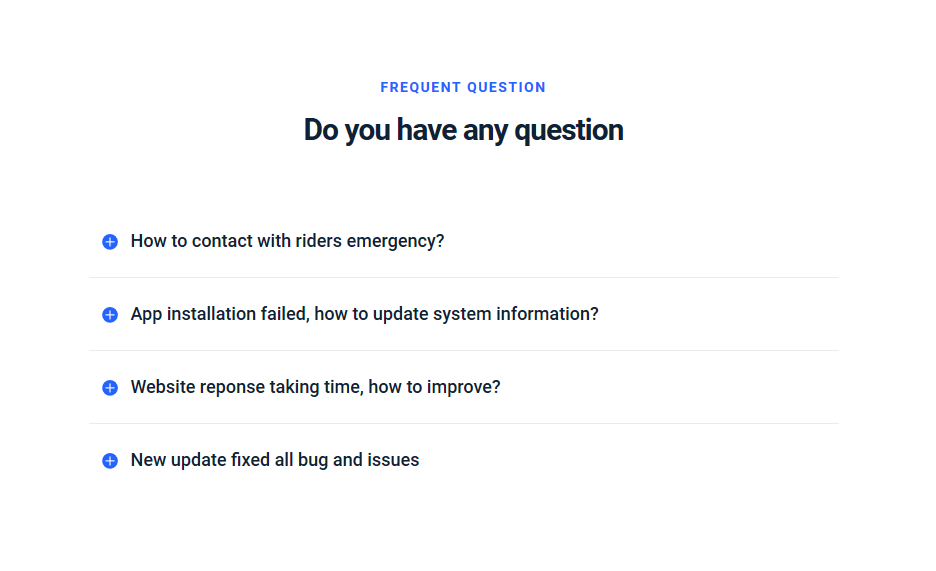 FREQUENT QUESTION
Do you have any question
How to contact with riders emergency?
App installation failed, how to update system information?
Website reponse taking time, how to improve?
New update fixed all bug and issues